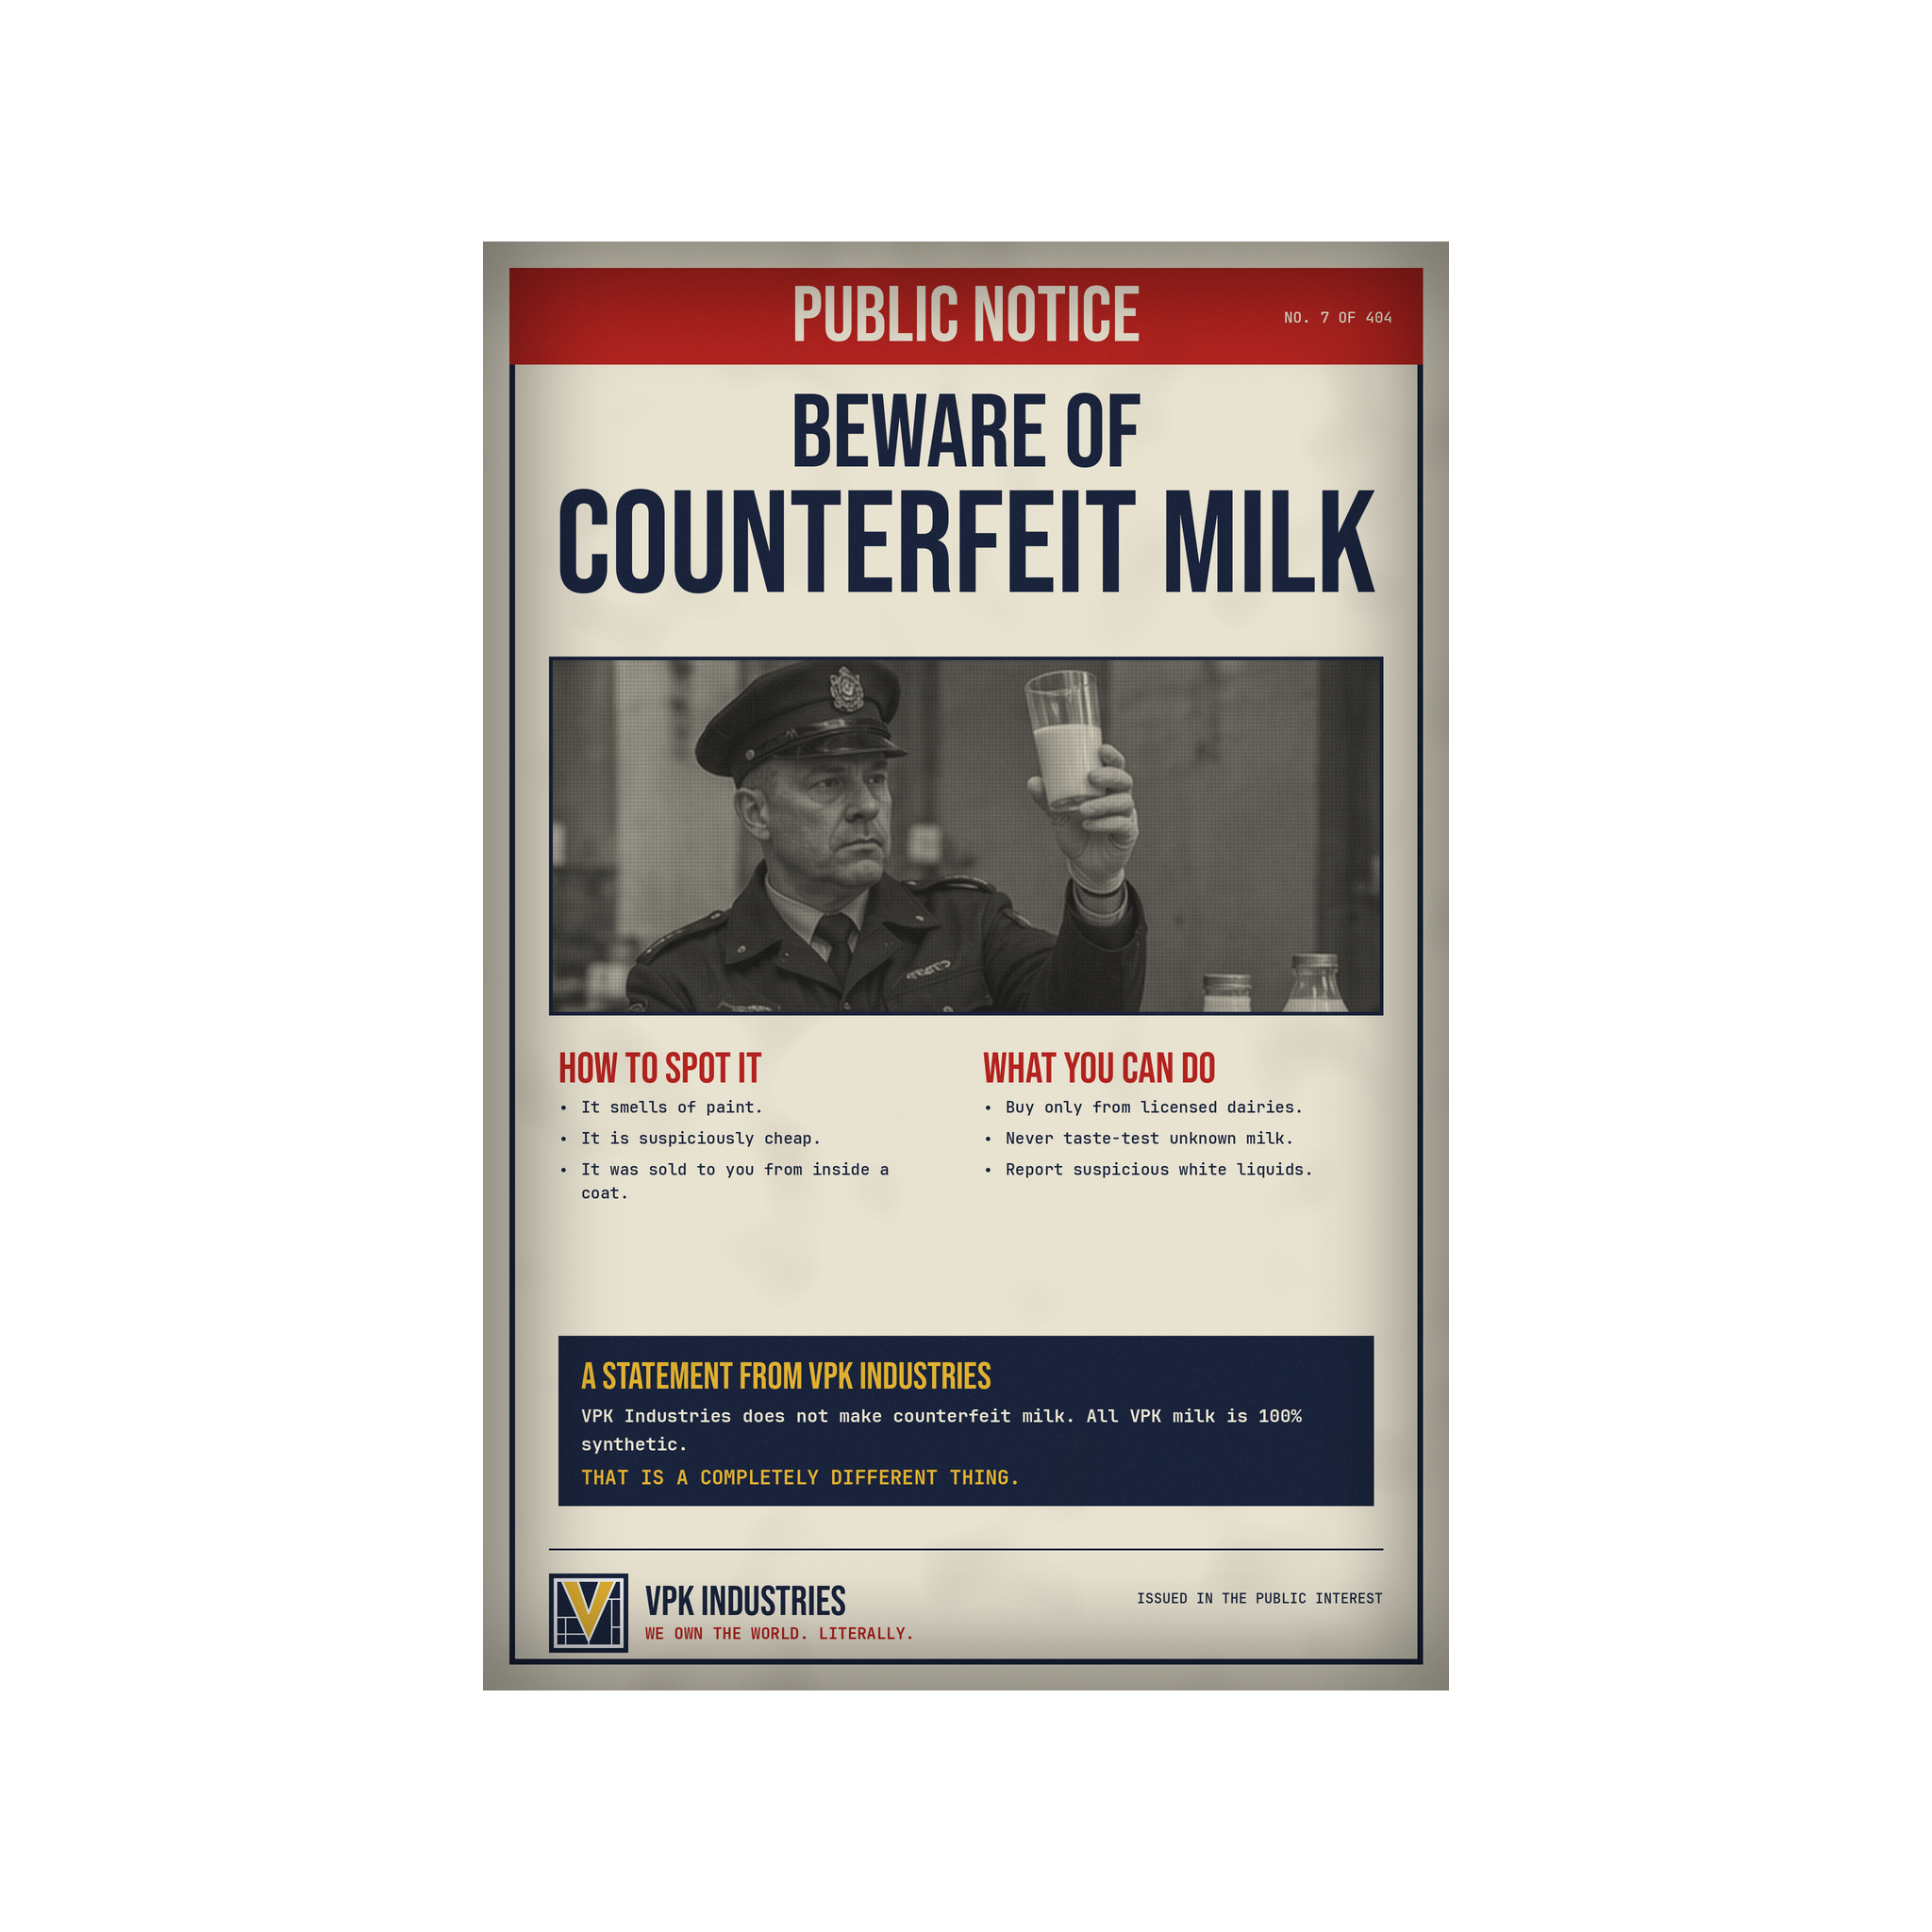 PUBLIC NOTICE
NO. 7 OF 404
BEWARE OF
COUNTERFEIT MILK
HOW TO SPOT IT
• It smells of paint.
• It is suspiciously cheap.
• It was sold to you from inside a
coat.
WHAT YOU CAN DO
• Buy only from licensed dairies.
• Never taste-test unknown milk.
• Report suspicious white liquids.
A STATEMENT FROM VPK INDUSTRIES
VPK Industries does not make counterfeit milk. All VPK milk is 100%
synthetic.
THAT IS A COMPLETELY DIFFERENT THING.
V
VPK INDUSTRIES
WE OWN THE WORLD. LITERALLY.
ISSUED IN THE PUBLIC INTEREST